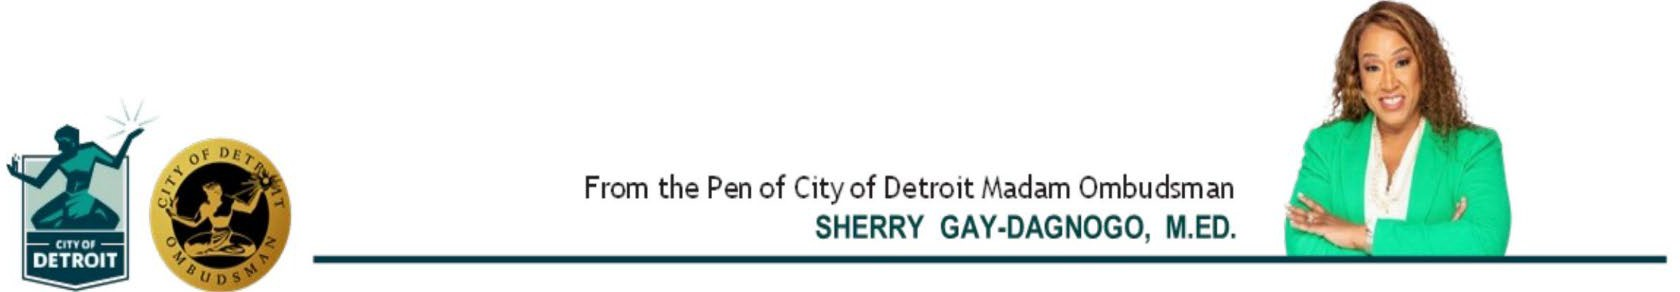 CITY OF
DETROIT
CITY OF DETROIT
OMBUDSMAN
From the Pen of City of Detroit Madam Ombudsman
SHERRY GAY-DAGNOGO, M.ED.